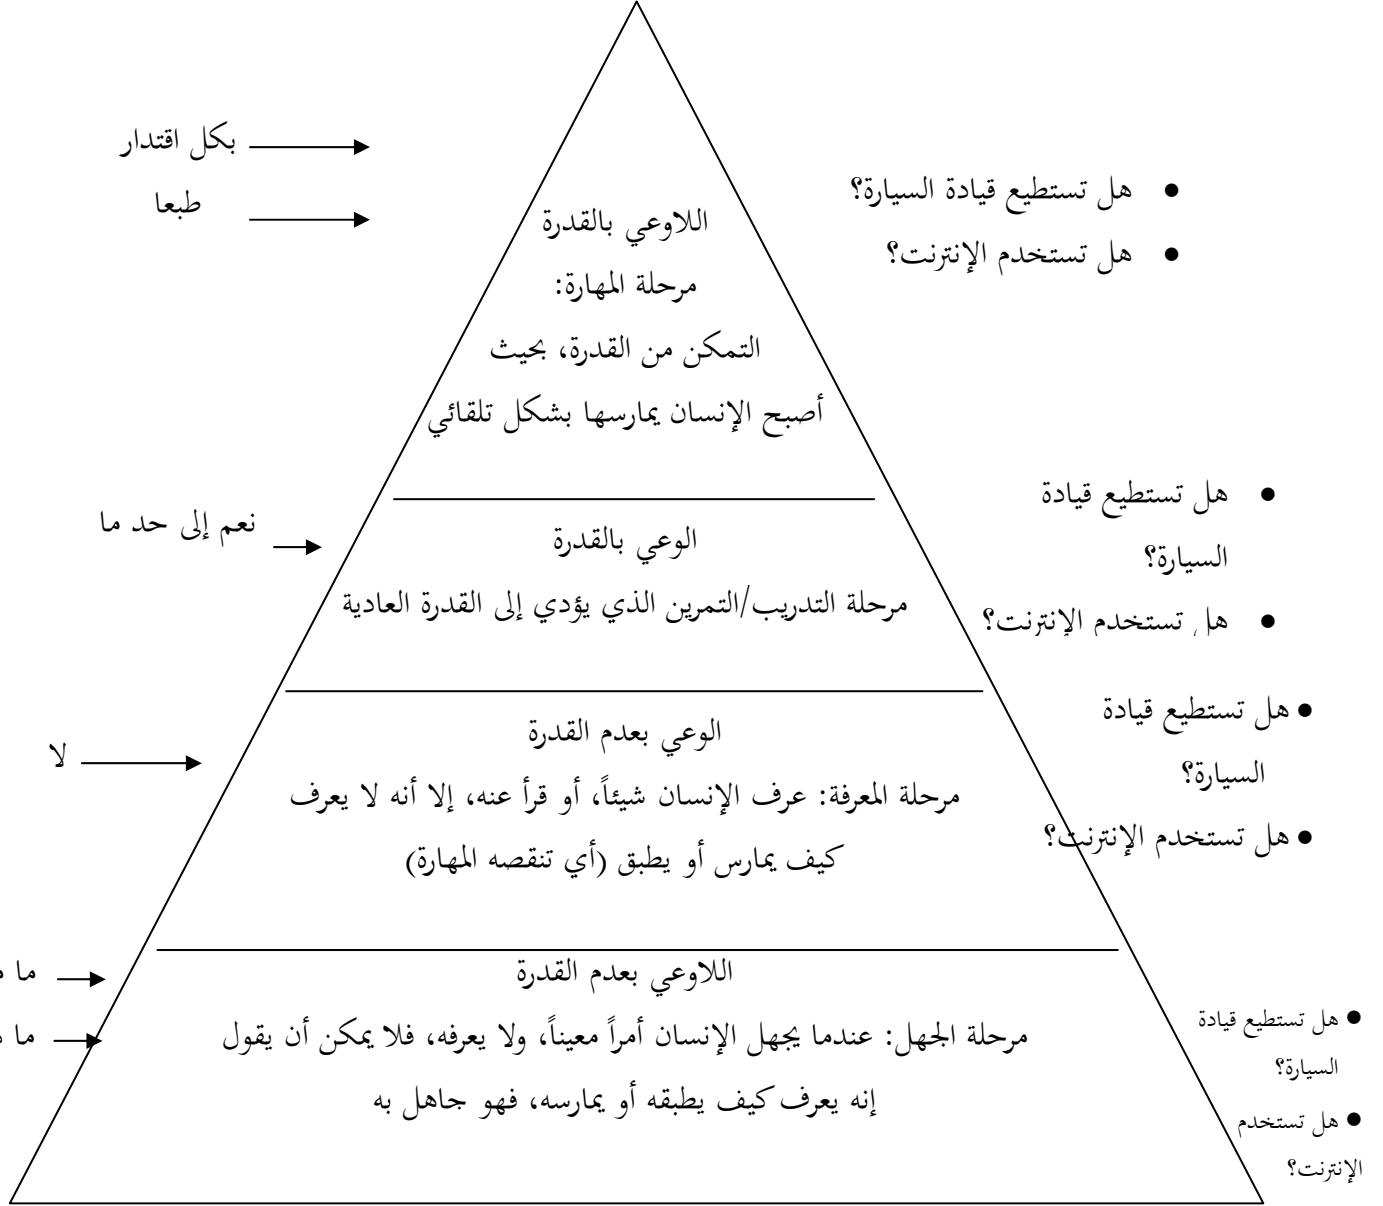 بكل اقتدار
طبعا
• هل تستطيع قيادة السيارة؟
• هل تستخدم الإنترنت؟
اللاوعي بالقدرة
مرحلة المهارة:
التمكن من القدرة، بحيث
أصبح الإنسان يمارسها بشكل تلقائي
• هل تستطيع قيادة
السيارة؟
• هل تستخدم الإنترنت؟
نعم إلى حد ما
الوعي بالقدرة
مرحلة التدريب/التمرين الذي يؤدي إلى القدرة العادية
• هل تستطيع قيادة
السيارة؟
• هل تستخدم الإنترنت؟
لا
الوعي بعدم القدرة
مرحلة المعرفة: عرف الإنسان شيئاً، أو قرأ عنه، إلا أنه لا يعرف
كيف يمارس أو يطبق (أي تنقصه المهارة)
• هل تستطيع قيادة
السيارة؟
• هل تستخدم
الإنترنت؟
ما
ما
اللاوعي بعدم القدرة
مرحلة الجهل: عندما يجهل الإنسان أمراً معيناً، ولا يعرفه، فلا يمكن أن يقول
إنه يعرف كيف يطبقه أو يمارسه، فهو جاهل به